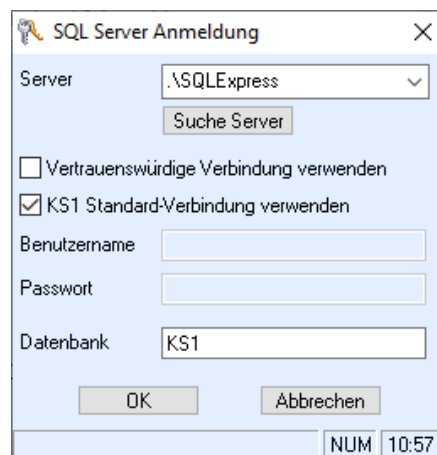 SQL Server Anmeldung
Server .\SQLExpress
Suche Server
Vertrauenswürdige Verbindung verwenden
KS1 Standard-Verbindung verwenden
Benutzername
Passwort
Datenbank KS1
OK Abbrechen
NUM 10:57